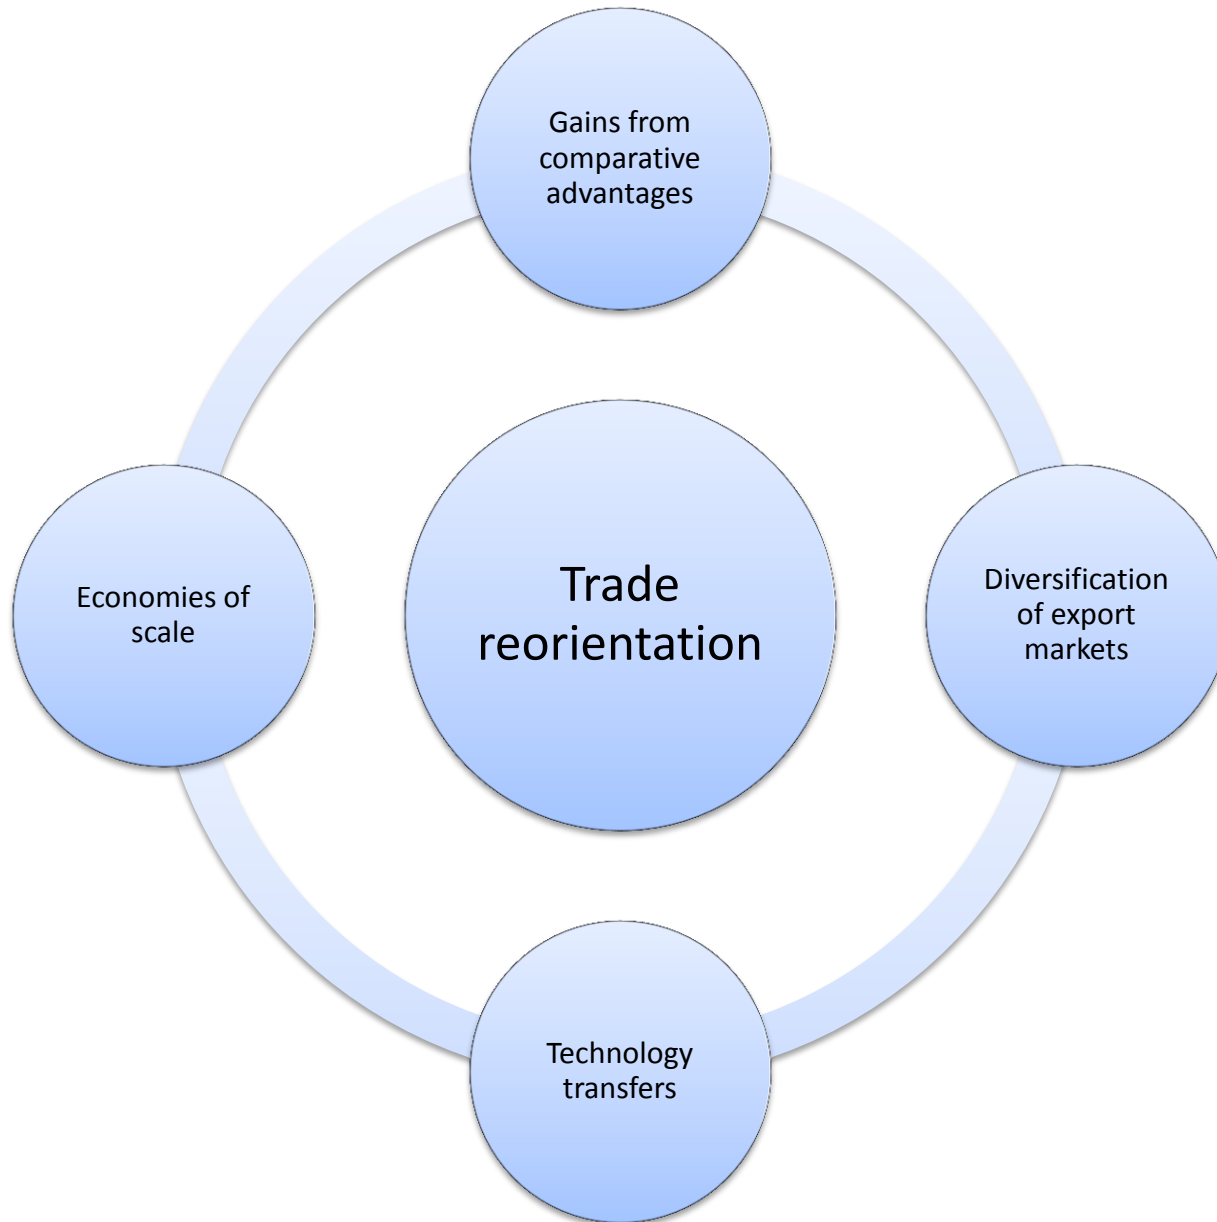 Gains from
comparative
advantages
Economies of
scale
Trade
reorientation
Diversification
of export
markets
Technology
transfers